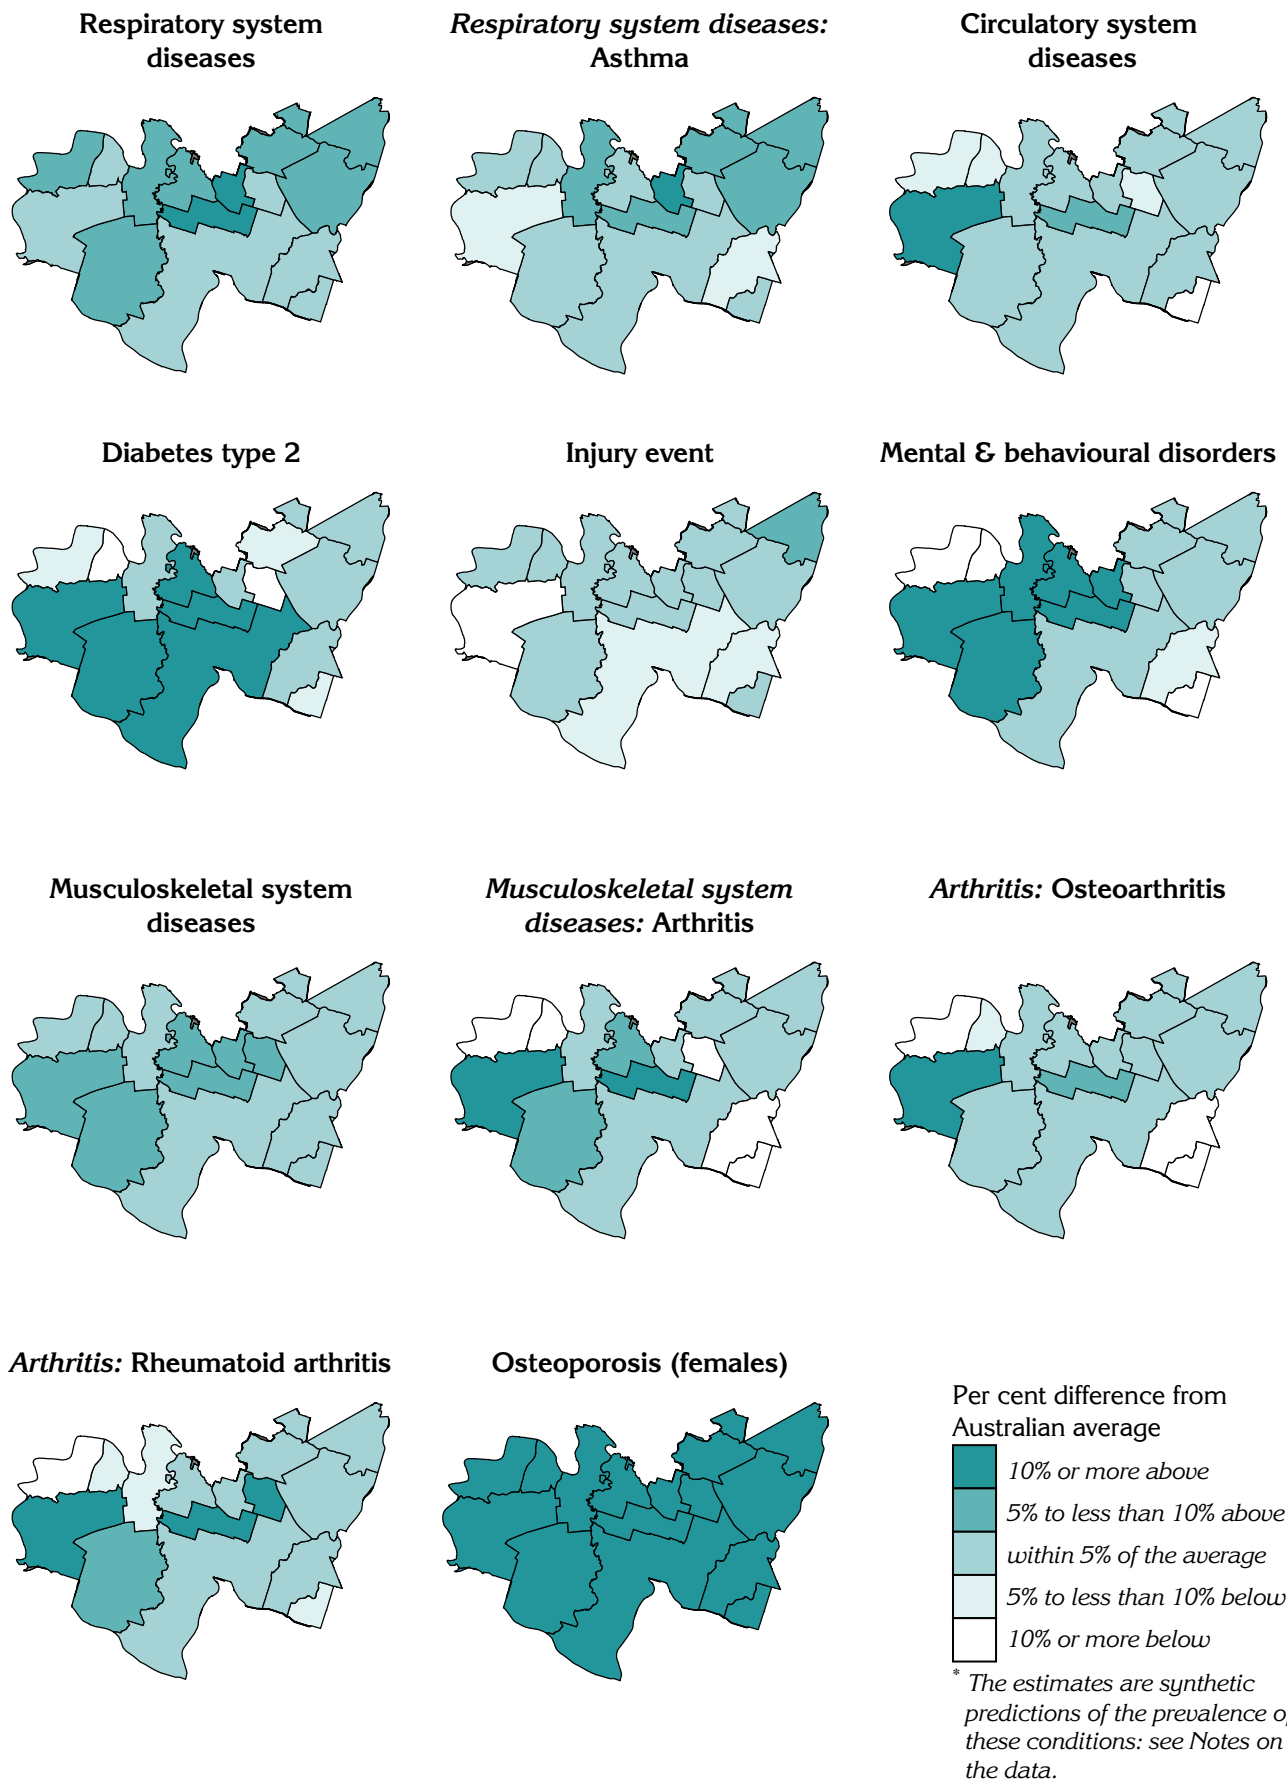 Respiratory system
diseases
Respiratory system diseases:
Asthma
Circulatory system
diseases
Diabetes type 2
Injury event
Mental & behavioural disorders
Musculoskeletal system
diseases
Musculoskeletal system
diseases: Arthritis
Arthritis: Osteoarthritis
Arthritis: Rheumatoid arthritis
Osteoporosis (females)
Per cent difference from
Australian average
10% or more above
5% to less than 10% above
within 5% of the average
5% to less than 10% below
10% or more below
* The estimates are synthetic
predictions of the prevalence
these conditions: see Notes on
the data.